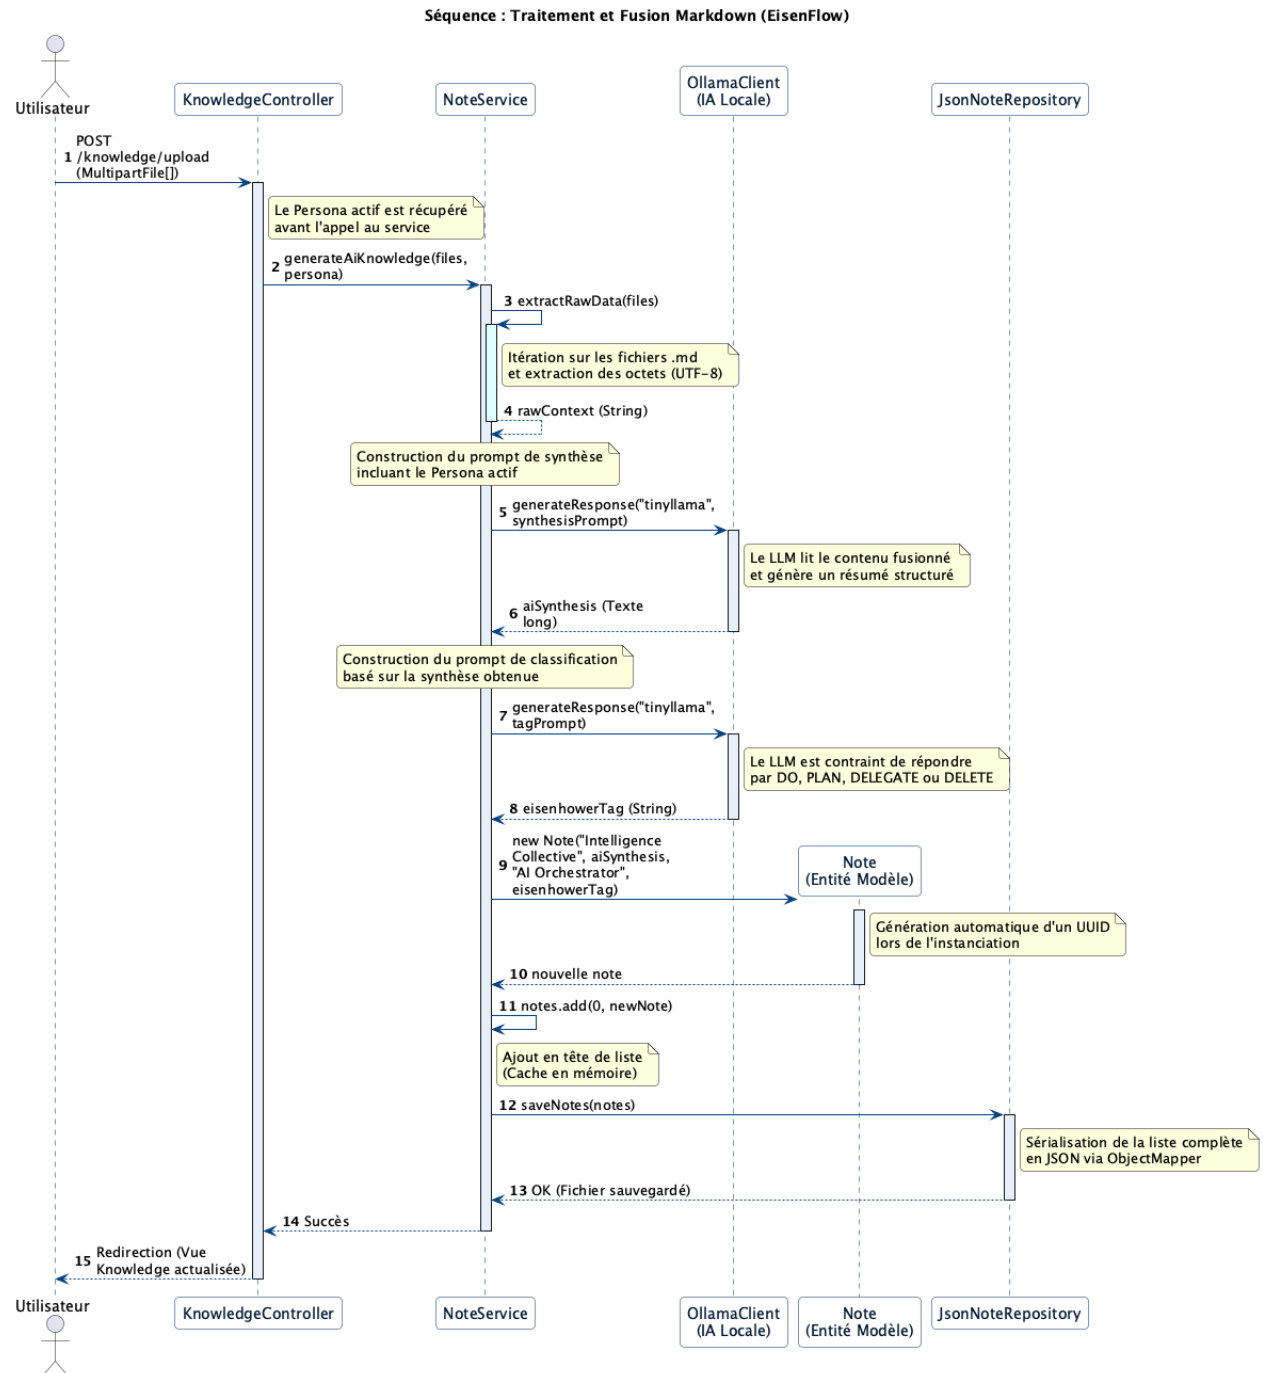 Séquence : Traitement et Fusion Markdown (EisenFlow)
Utilisateur
KnowledgeController
NoteService
OllamaClient
(IA Locale)
JsonNoteRepository
POST
1 /knowledge/upload
(MultipartFile[])
Le Persona actif est récupéré
avant l'appel au service
2 generateAiKnowledge(files,
persona)
3 extractRawData(files)
Itération sur les fichiers .md
et extraction des octets (UTF-8)
4 rawContext (String)
Construction du prompt de synthèse
incluant le Persona actif
5 generateResponse("tinyllama",
synthesisPrompt)
Le LLM lit le contenu fusionné
et génère un résumé structuré
6 aiSynthesis (Texte
long)
Construction du prompt de classification
basé sur la synthèse obtenue
7 generateResponse("tinyllama",
tagPrompt)
Le LLM est contraint de répondre
par DO, PLAN, DELEGATE ou DELETE
8 eisenhowerTag (String)
new Note("Intelligence
Collective", aiSynthesis,
9 "AI Orchestrator",
eisenhowerTag)
Note
(Entité Modèle)
Génération automatique d'un UUID
lors de l'instanciation
10 nouvelle note
11 notes.add(0, newNote)
Ajout en tête de liste
(Cache en mémoire)
12 saveNotes(notes)
Sérialisation de la liste complète
en JSON via ObjectMapper
13 OK (Fichier sauvegardé)
14 Succès
15 Redirection (Vue
Knowledge actualisée)
Utilisateur
KnowledgeController
NoteService
OllamaClient
(IA Locale)
Note
(Entité Modèle)
JsonNoteRepository